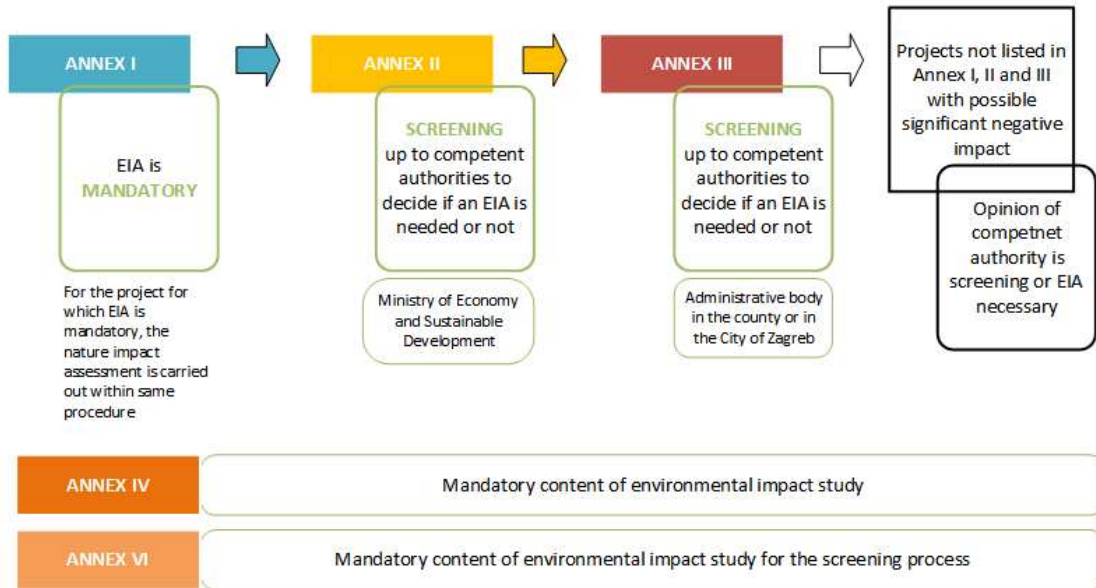 ANNEX I
EIA is
MANDATORY
For the project for
which EIA is
mandatory, the
nature impact
assessment is carried
out within same
procedure
ANNEX II
SCREENING
up to competent
authorities to
decide if an EIA is
needed or not
Ministry of Economy
and Sustainable
Development
ANNEX III
SCREENING
up to competent
authorities to
decide if an EIA is
needed or not
Administrative body
in the county or in
the City of Zagreb
Projects not listed in
Annex I, II and III
with possible
significant negative
impact
Opinion of
competnet
authority is
screening or EIA
necessary
ANNEX IV
Mandatory content of environmental impact study
ANNEX VI
Mandatory content of environmental impact study for the screening process